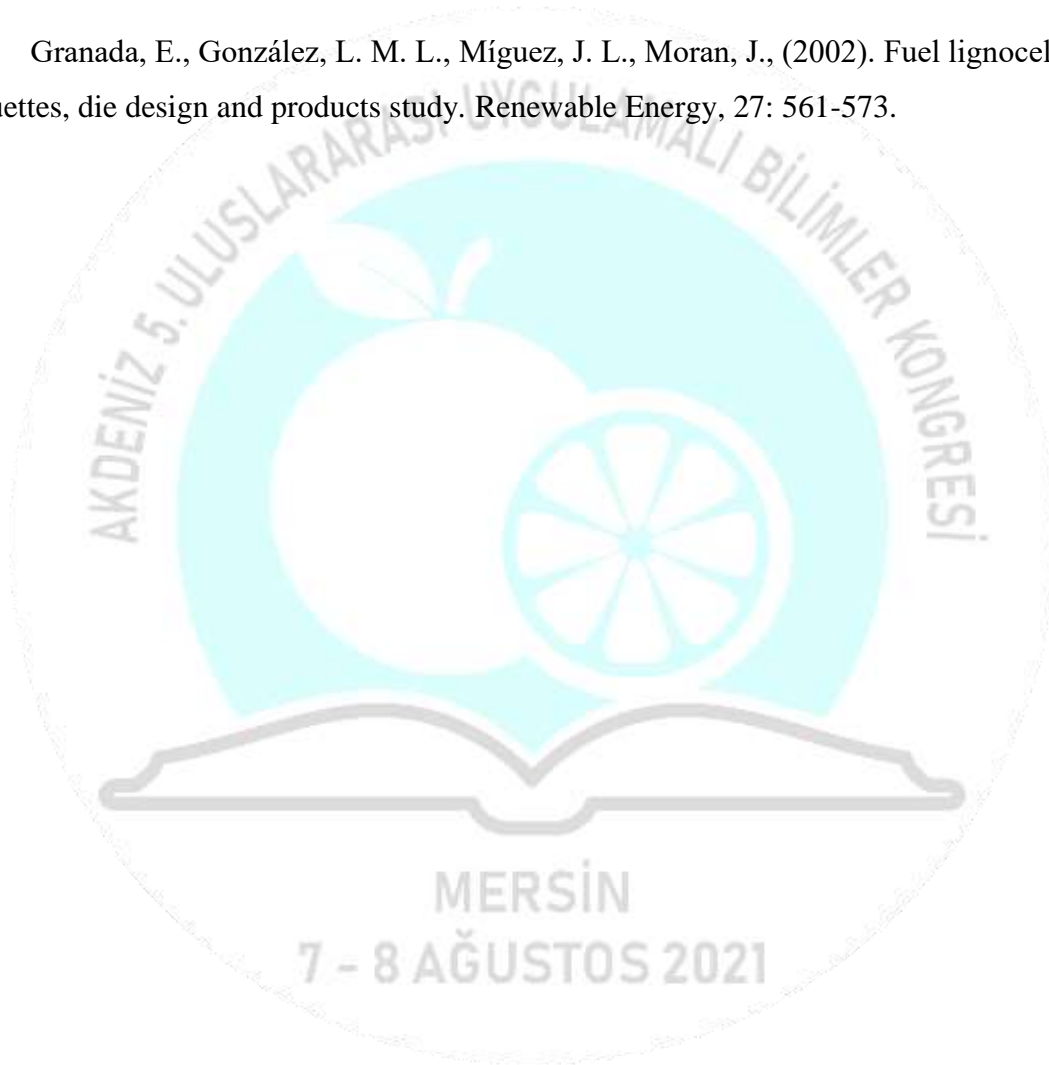 Granada, E., González, L. M. L., Míguez, J. L., Moran, J., (2002). Fuel lignocel
uettes, die design and products study. Renewable Energy, 27: 561-573.
AKDENİZ 5. ULUSLARARASI UYGULAMALI BİLİMLER KONGRESİ
MERSİN
7 - 8 AĞUSTOS 2021